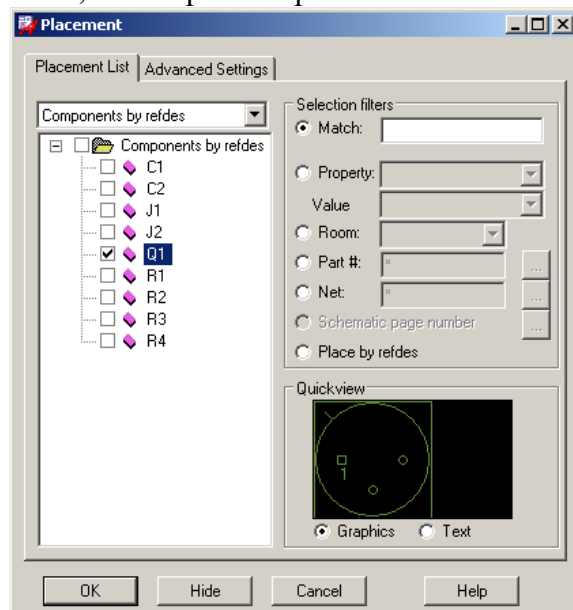 Placement
Placement List
Advanced Settings
Components by refdes
Components by refdes
C1
C2
J1
J2
Q1
R1
R2
R3
R4
Selection filters
Match:
Property:
Value
Room:
Part #:
*
...
Net:
*
...
Schematic page number
...
Place by refdes
Quickview
1
Graphics
Text
OK
Hide
Cancel
Help